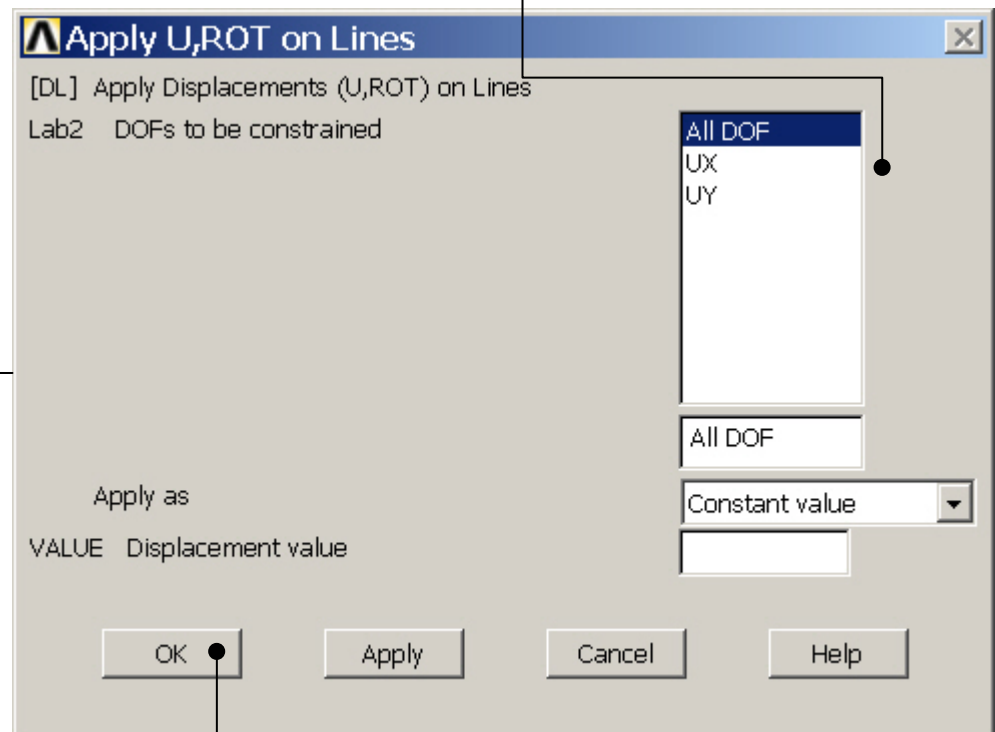 Apply U,ROT on Lines
[DL] Apply Displacements (U,ROT) on Lines
Lab2 DOFs to be constrained
All DOF
UX
UY
All DOF
Apply as
Constant value
VALUE Displacement value
OK Apply Cancel Help